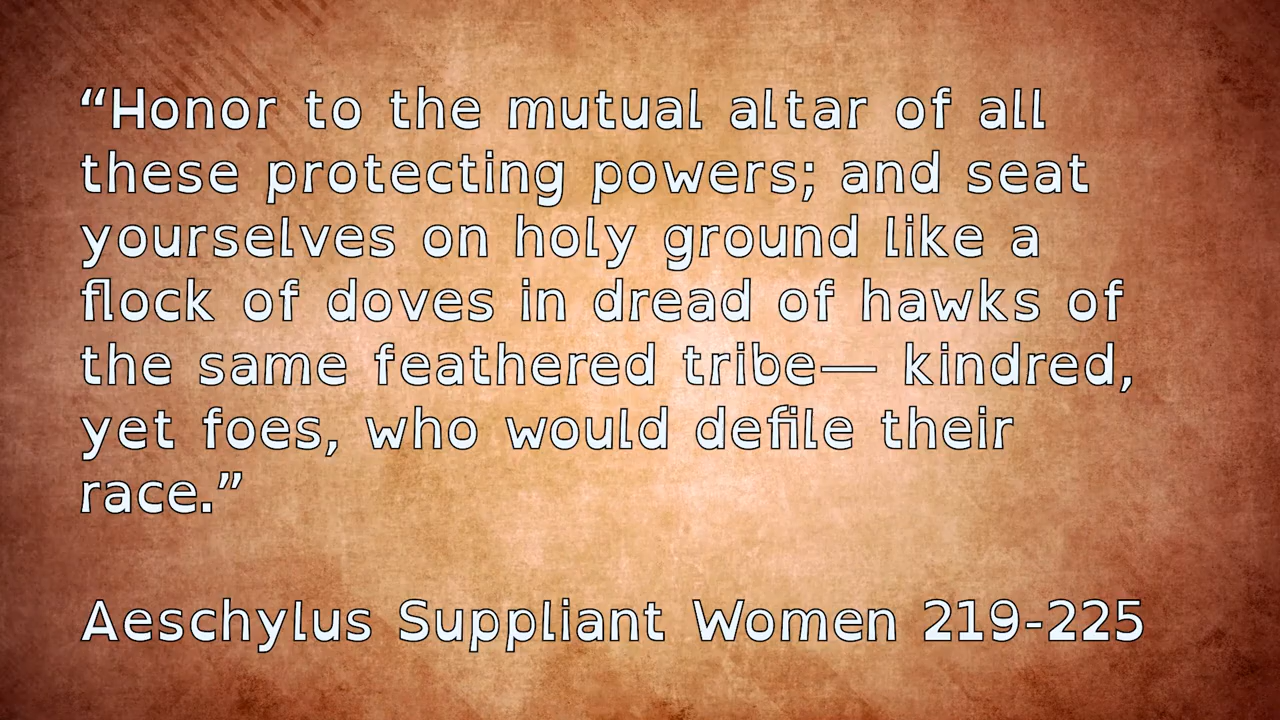 “Honor to the mutual altar of all
these protecting powers; and seat
yourselves on holy ground like a
flock of doves in dread of hawks of
the same feathered tribe— kindred,
yet foes, who would defile their
race.”
Aeschylus Suppliant Women 219-225